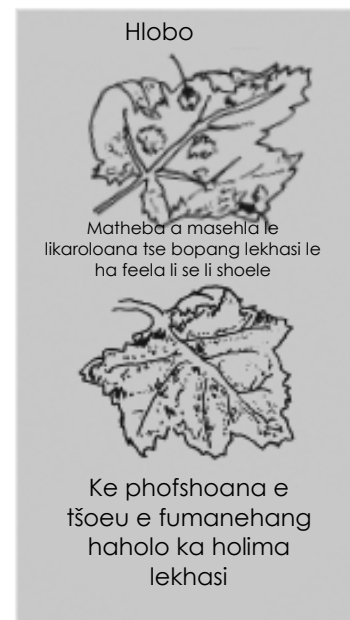 Hlobo
Matheba a masehla le
likaroloana tse bopang lekhasi le
ha feela li se li shoele
Ke phofshoana e
tšoeu e fumanehang
haholo ka holima
lekhasi